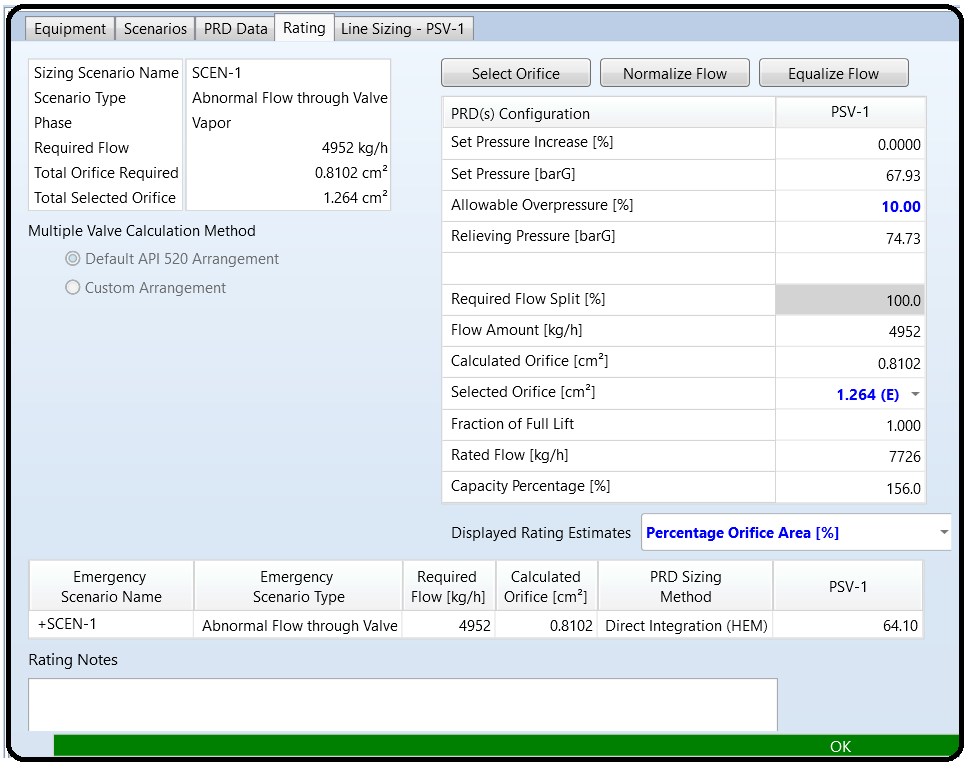 Equipment Scenarios PRD Data Rating Line Sizing - PSV-1
Sizing Scenario Name SCEN-1
Scenario Type Abnormal Flow through Valve
Phase Vapor
Required Flow 4952 kg/h
Total Orifice Required 0.8102 cm²
Total Selected Orifice 1.264 cm²
Multiple Valve Calculation Method
Default API 520 Arrangement
Custom Arrangement
Select Orifice Normalize Flow Equalize Flow
PRD(s) Configuration PSV-1
Set Pressure Increase [%] 0.0000
Set Pressure [barG] 67.93
Allowable Overpressure [%] 10.00
Relieving Pressure [barG] 74.73
Required Flow Split [%] 100.0
Flow Amount [kg/h] 4952
Calculated Orifice [cm²] 0.8102
Selected Orifice [cm²] 1.264 (E)
Fraction of Full Lift 1.000
Rated Flow [kg/h] 7726
Capacity Percentage [%] 156.0
Displayed Rating Estimates Percentage Orifice Area [%]
Emergency Scenario Name Emergency Scenario Type Required Flow [kg/h] Calculated Orifice [cm²] PRD Sizing Method PSV-1
+SCEN-1 Abnormal Flow through Valve 4952 0.8102 Direct Integration (HEM) 64.10
Rating Notes
OK